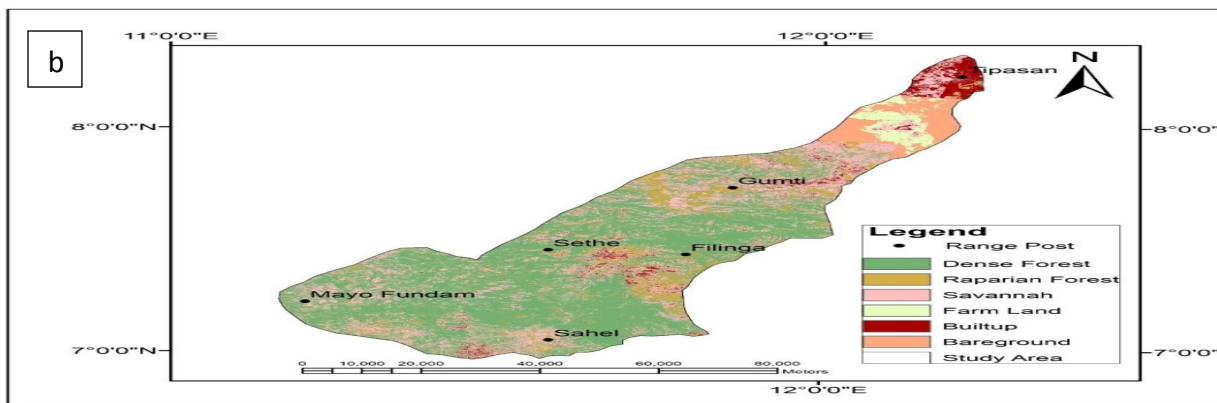 11°0'0"E 12°0'0"E
b
N
Tipasan
8°0'0"N 8°0'0"N
Gumti
Legend
Sethe
Filinga
Range Post
Dense Forest
Raparian Forest
Mayo Fundam
Savannah
Farm Land
Sahel
Builtup
Bareground
7°0'0"N 7°0'0"N
Study Area
0 10,000 20,000 40,000 60,000 80,000
Meters
12°0'0"E